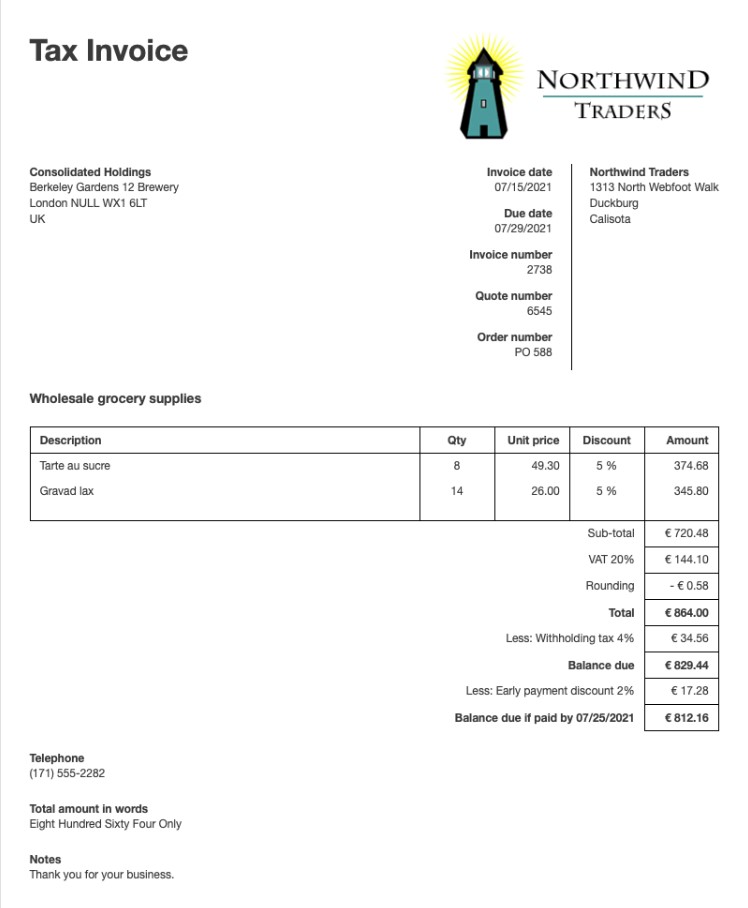 Tax Invoice
NORTHWIND
TRADERS
Consolidated Holdings
Berkeley Gardens 12 Brewery
London NULL WX1 6LT
UK
Invoice date
07/15/2021
Due date
07/29/2021
Invoice number
2738
Quote number
6545
Order number
PO 588
Northwind Traders
1313 North Webfoot Walk
Duckburg
Calisota
Wholesale grocery supplies
Description Qty Unit price Discount Amount
Tarte au sucre 8 49.30 5 % 374.68
Gravad lax 14 26.00 5 % 345.80
Sub-total € 720.48
VAT 20% € 144.10
Rounding - € 0.58
Total € 864.00
Less: Withholding tax 4% € 34.56
Balance due € 829.44
Less: Early payment discount 2% € 17.28
Balance due if paid by 07/25/2021 € 812.16
Telephone
(171) 555-2282
Total amount in words
Eight Hundred Sixty Four Only
Notes
Thank you for your business.